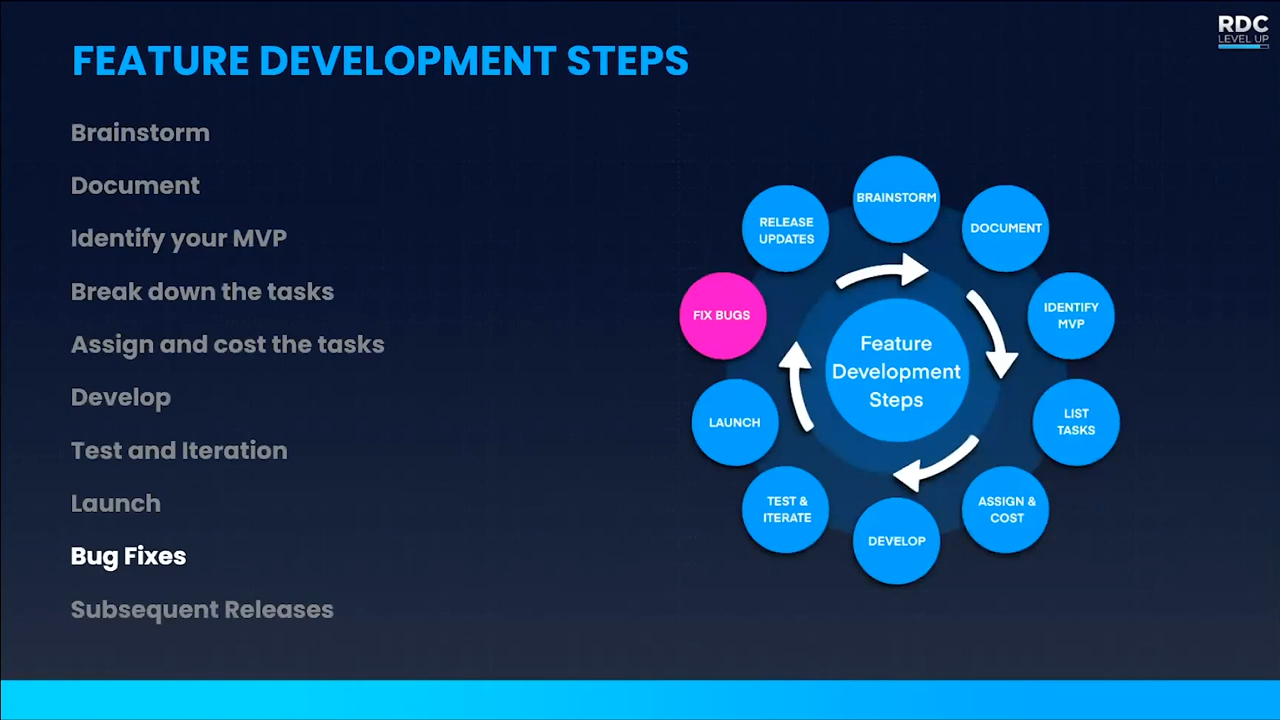 RDC
LEVEL UP
FEATURE DEVELOPMENT STEPS
Brainstorm
Document
Identify your MVP
Break down the tasks
Assign and cost the tasks
Develop
Test and Iteration
Launch
Bug Fixes
Subsequent Releases
BRAINSTORM
DOCUMENT
IDENTIFY
MVP
LIST
TASKS
ASSIGN &
COST
DEVELOP
TEST &
ITERATE
LAUNCH
FIX BUGS
RELEASE
UPDATES
Feature
Development
Steps